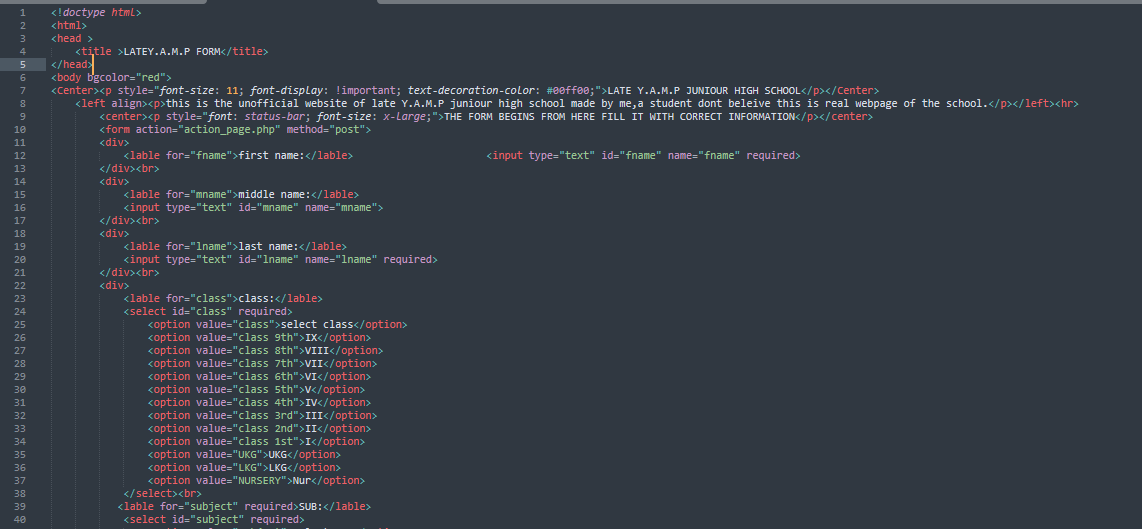 1 <!doctype html>
2 <html>
3 <head >
4 <title >LATEY.A.M.P FORM</title>
5 </head>
6 <body bgcolor="red">
7 <Center><p style="font-size: 11; font-display: !important; text-decoration-color: #00ff00;">LATE Y.A.M.P JUNIOUR HIGH SCHOOL</p></Center>
8 <left align><p>this is the unofficial website of late Y.A.M.P juniour high school made by me,a student dont beleive this is real webpage of the school.</p></left><hr>
9 <center><p style="font: status-bar; font-size: x-large;">THE FORM BEGINS FROM HERE FILL IT WITH CORRECT INFORMATION</p></center>
10 <form action="action_page.php" method="post">
11 <div>
12 <lable for="fname">first name:</lable> <input type="text" id="fname" name="fname" required>
13 </div><br>
14 <div>
15 <lable for="mname">middle name:</lable>
16 <input type="text" id="mname" name="mname">
17 </div><br>
18 <div>
19 <lable for="lname">last name:</lable>
20 <input type="text" id="lname" name="lname" required>
21 </div><br>
22 <div>
23 <lable for="class">class:</lable>
24 <select id="class" required>
25 <option value="class">select class</option>
26 <option value="class 9th">IX</option>
27 <option value="class 8th">VIII</option>
28 <option value="class 7th">VII</option>
29 <option value="class 6th">VI</option>
30 <option value="class 5th">V</option>
31 <option value="class 4th">IV</option>
32 <option value="class 3rd">III</option>
33 <option value="class 2nd">II</option>
34 <option value="class 1st">I</option>
35 <option value="UKG">UKG</option>
36 <option value="LKG">LKG</option>
37 <option value="NURSERY">Nur</option>
38 </select><br>
39 <lable for="subject" required>SUB:</lable>
40 <select id="subject" required>